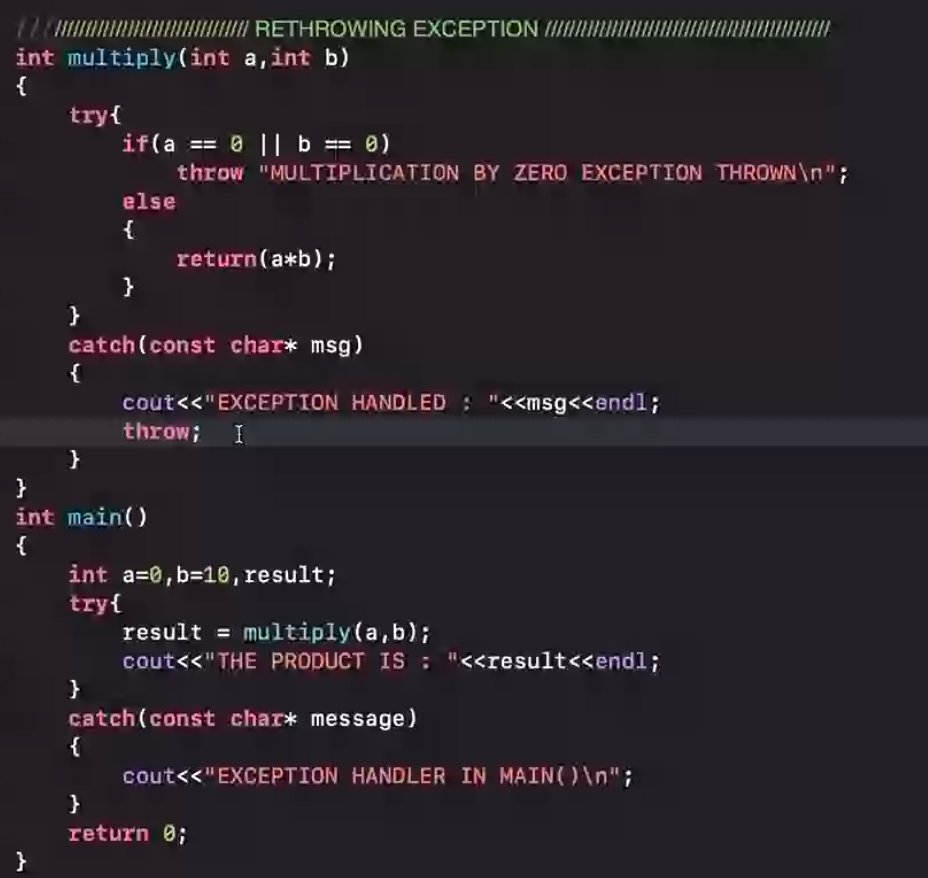 ///////////////////////////////// RETHROWING EXCEPTION ////////////////////////////////////////////////
int multiply(int a,int b)
{
    try{
        if(a == 0 || b == 0)
            throw "MULTIPLICATION BY ZERO EXCEPTION THROWN\n";
        else
        {
            return(a*b);
        }
    }
    catch(const char* msg)
    {
        cout<<"EXCEPTION HANDLED : "<<msg<<endl;
        throw;
    }
}
int main()
{
    int a=0,b=10,result;
    try{
        result = multiply(a,b);
        cout<<"THE PRODUCT IS : "<<result<<endl;
    }
    catch(const char* message)
    {
        cout<<"EXCEPTION HANDLER IN MAIN()\n";
    }
    return 0;
}